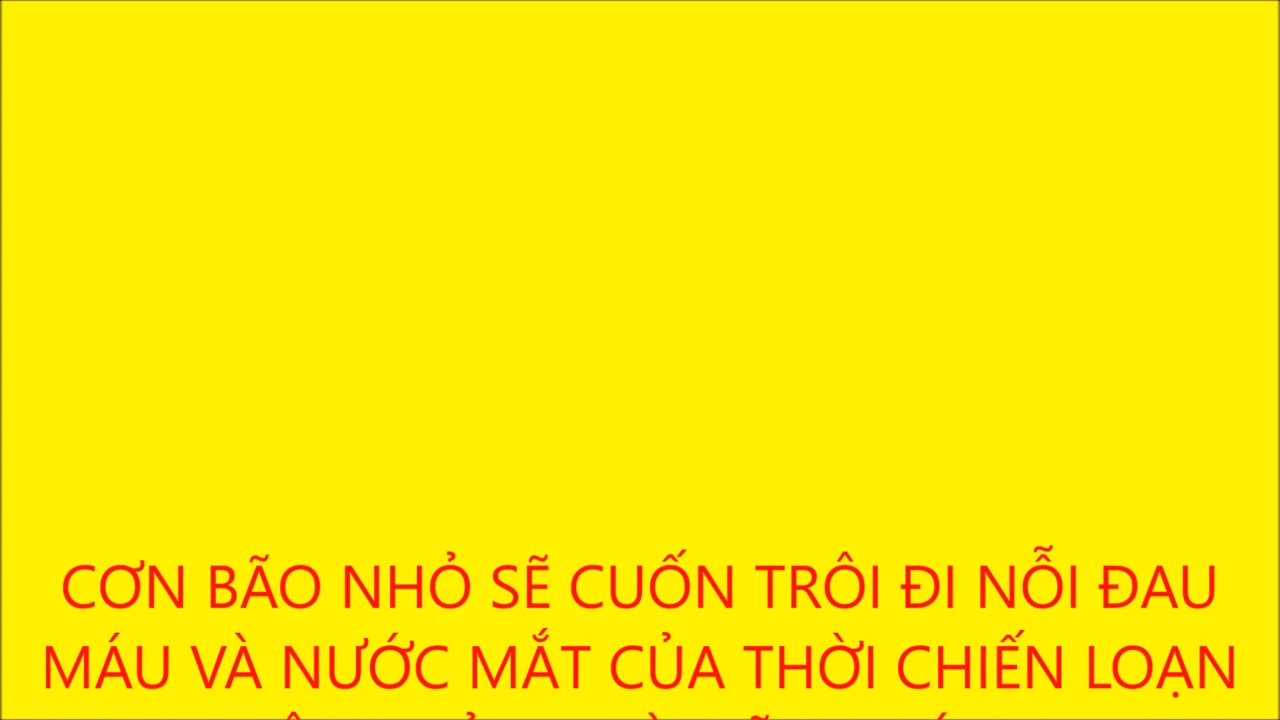 CƠN BÃO NHỎ SẼ CUỐN TRÔI ĐI NỖI ĐAU
MÁU VÀ NƯỚC MẮT CỦA THỜI CHIẾN LOẠN